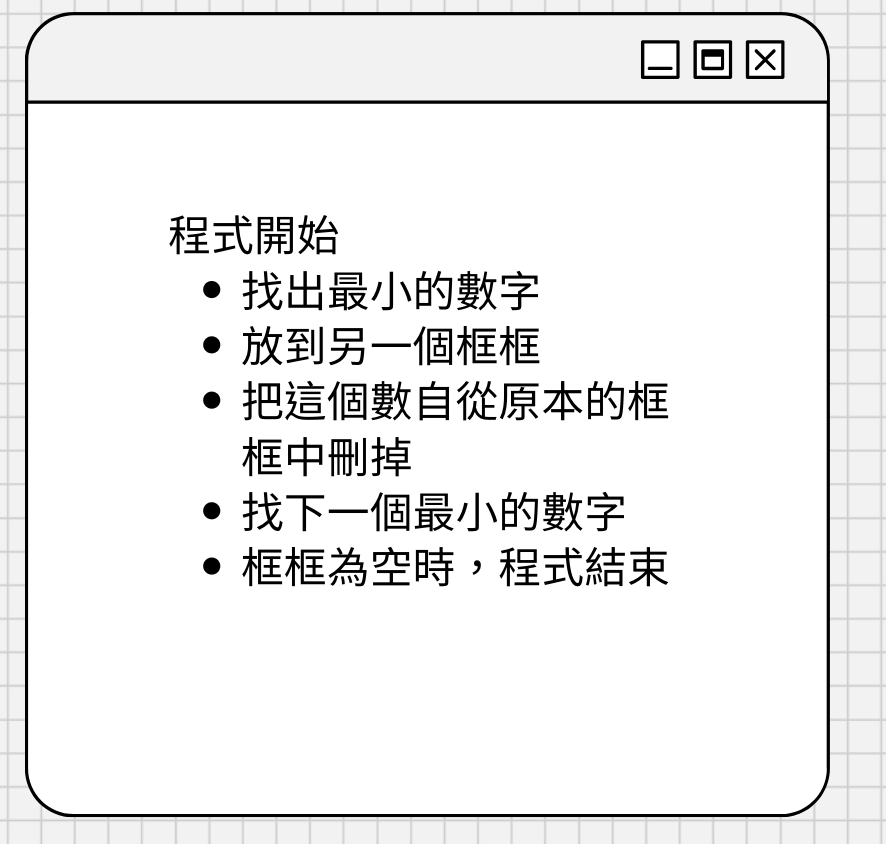 程式開始
• 找出最小的數字
• 放到另一個框框
• 把這個數自從原本的框
框中刪掉
• 找下一個最小的數字
• 框框為空時，程式結束